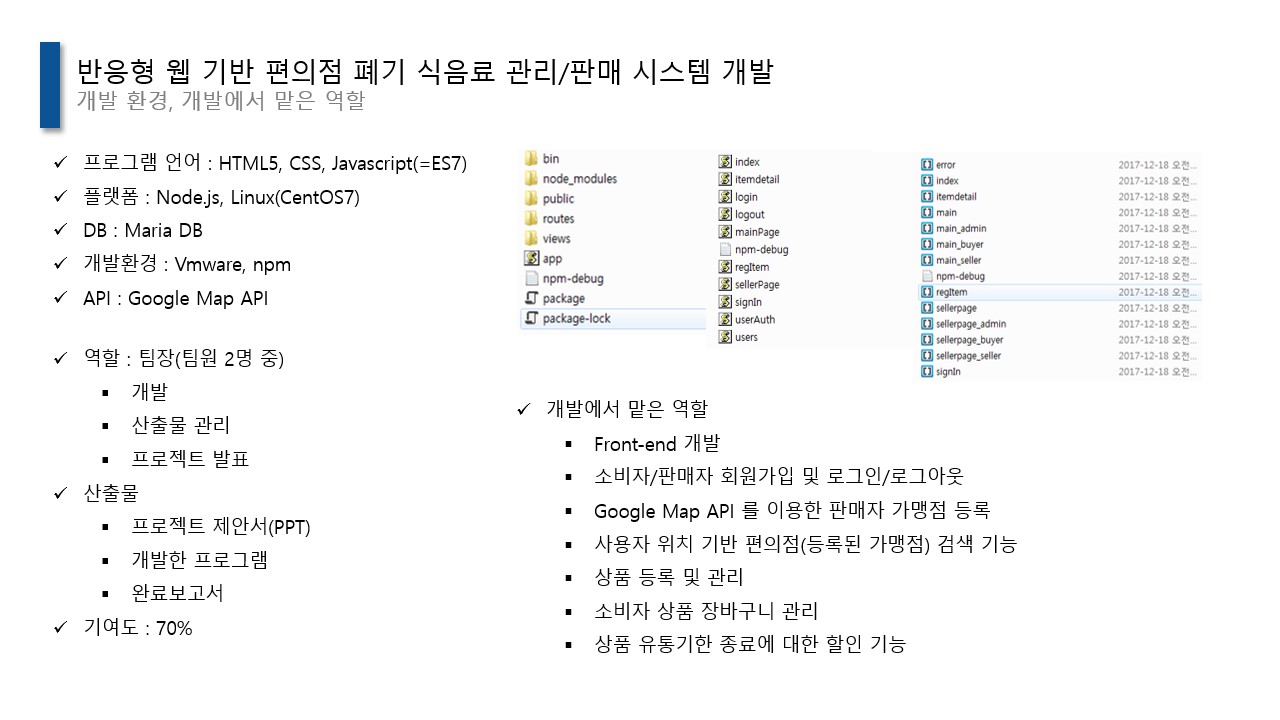 반응형 웹 기반 편의점 폐기 식음료 관리/판매 시스템 개발
개발 환경, 개발에서 맡은 역할
✓ 프로그램 언어 : HTML5, CSS, Javascript(=ES7)
✓ 플랫폼 : Node.js, Linux(CentOS7)
✓ DB : Maria DB
✓ 개발환경 : Vmware, npm
✓ API : Google Map API
✓ 역할 : 팀장(팀원 2명 중)
▪ 개발
▪ 산출물 관리
▪ 프로젝트 발표
✓ 산출물
▪ 프로젝트 제안서(PPT)
▪ 개발한 프로그램
▪ 완료보고서
✓ 기여도 : 70%
bin
node_modules
public
routes
views
app
npm-debug
package
package-lock
index
itemdetail
login
logout
mainPage
npm-debug
regItem
sellerPage
signIn
userAuth
users
error 2017-12-18 오전...
index 2017-12-18 오전...
itemdetail 2017-12-18 오전...
main 2017-12-18 오전...
main_admin 2017-12-18 오전...
main_buyer 2017-12-18 오전...
main_seller 2017-12-18 오전...
npm-debug 2017-12-18 오전...
regItem 2017-12-18 오전...
sellerpage 2017-12-18 오전...
sellerpage_admin 2017-12-18 오전...
sellerpage_buyer 2017-12-18 오전...
sellerpage_seller 2017-12-18 오전...
signIn 2017-12-18 오전...
✓ 개발에서 맡은 역할
▪ Front-end 개발
▪ 소비자/판매자 회원가입 및 로그인/로그아웃
▪ Google Map API 를 이용한 판매자 가맹점 등록
▪ 사용자 위치 기반 편의점(등록된 가맹점) 검색 기능
▪ 상품 등록 및 관리
▪ 소비자 상품 장바구니 관리
▪ 상품 유통기한 종료에 대한 할인 기능